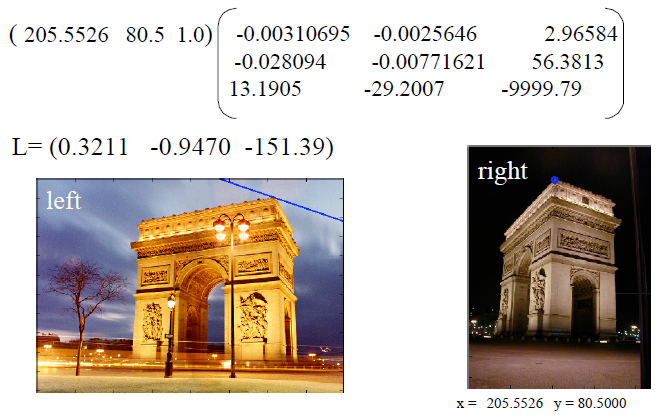 ( 205.5526 80.5 1.0) -0.00310695 -0.0025646 2.96584
-0.028094 -0.00771621 56.3813
13.1905 -29.2007 -9999.79
L= (0.3211 -0.9470 -151.39)
left
right
x = 205.5526 y = 80.5000